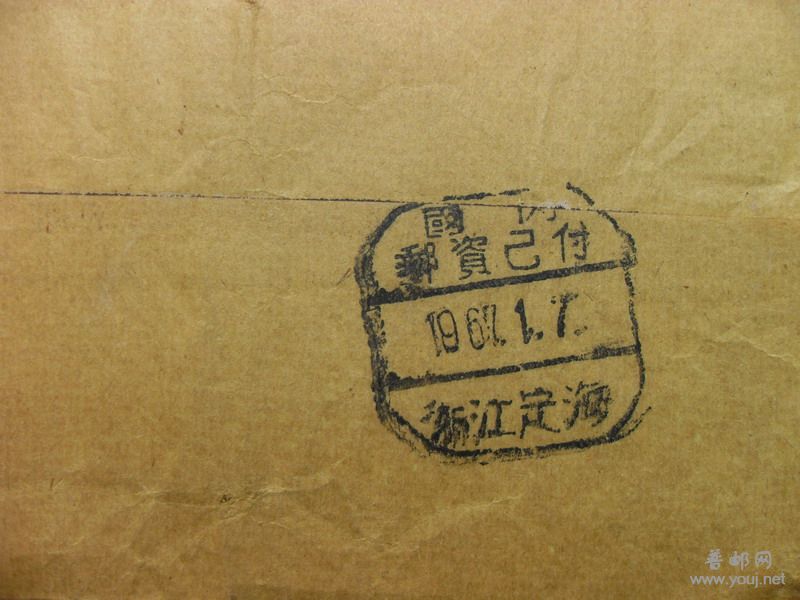 國 内
郵資已付
1961.1.7.
浙江定海
普邮网
www.youj.net